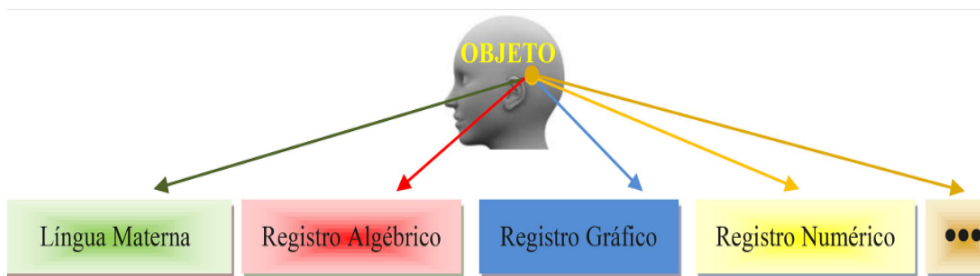 OBJETO
Língua Materna
Registro Algébrico
Registro Gráfico
Registro Numérico
•••